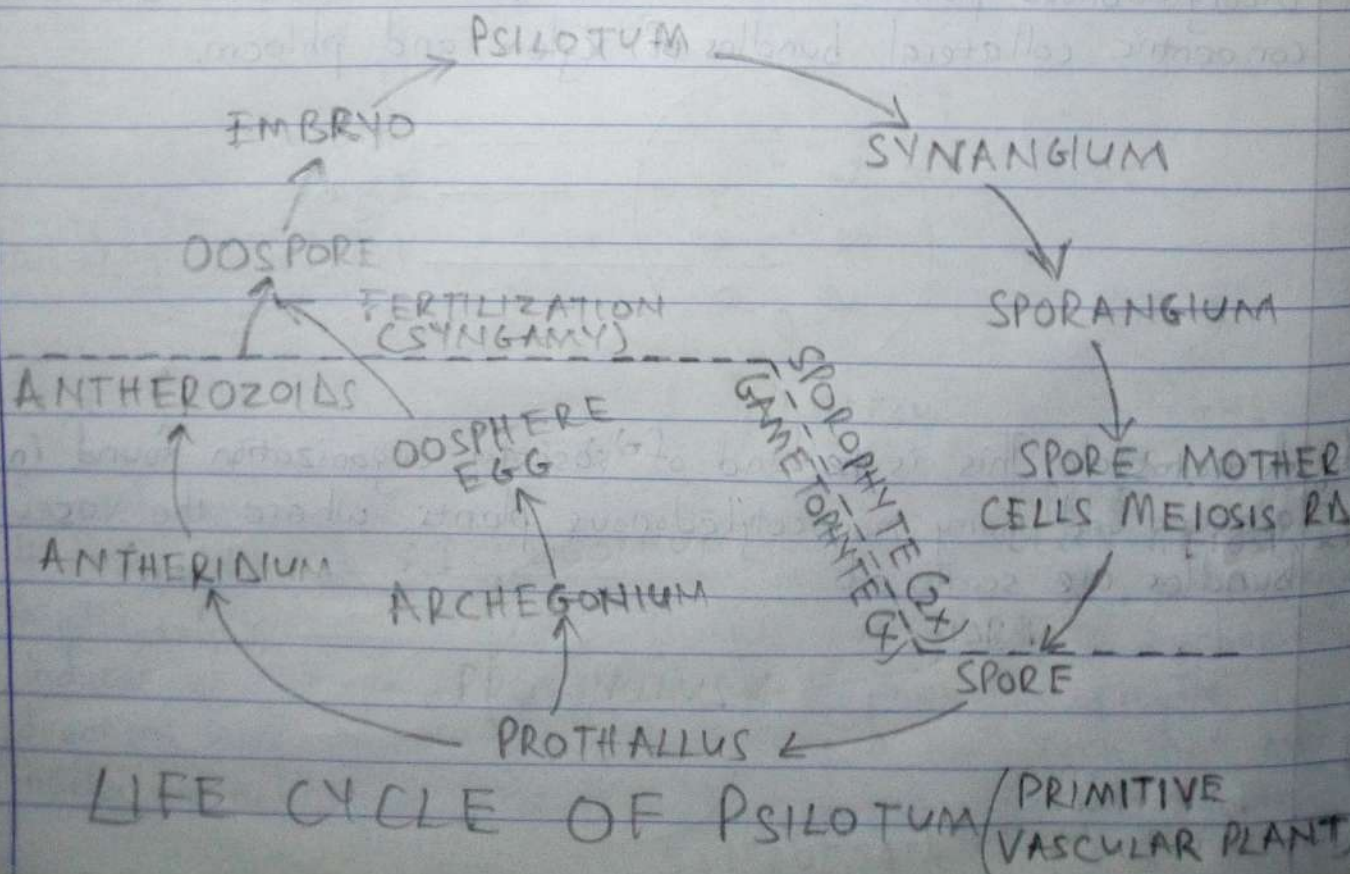 PSILOTUM
EMBRYO
SYNANGIUM
OOSPORE
FERTILIZATION
(SYNGAMY)
SPORANGIUM
ANTHEROZOIDS
OOSPHERE
EGG
SPOROPHYTE G(+)
GAMETOPHYTE G
SPORE MOTHER
CELLS MEIOSIS RD
ANTHERIDIUM
ARCHEGONIUM
SPORE
PROTHALLUS
LIFE CYCLE OF PSILOTUM
(PRIMITIVE
VASCULAR PLANT